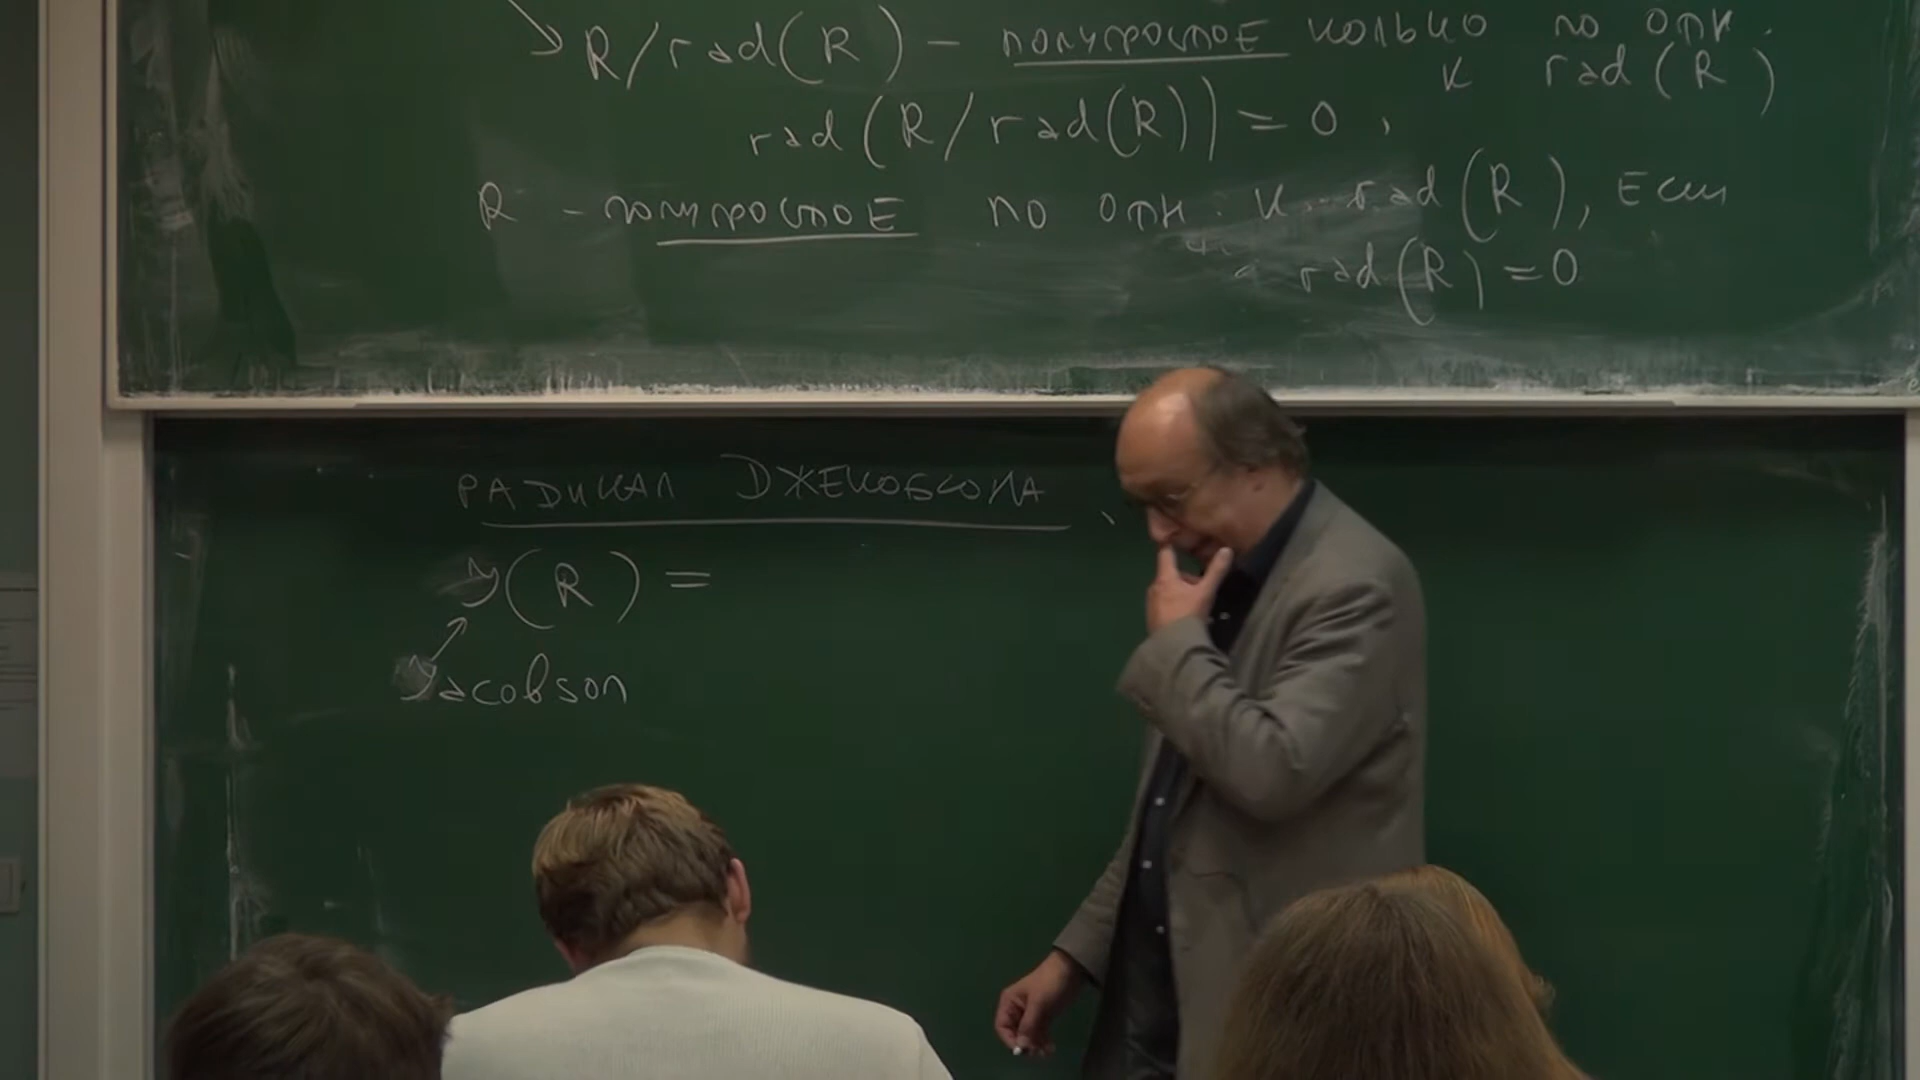 R/rad(R) – полупростое кольцо по отн.
к rad(R)
rad(R/rad(R)) = 0,
R – полупростое по отн. к rad(R), если
rad(R) = 0
РАДИКАЛ ДЖЕКОБСОНА
J(R) =
Jacobson